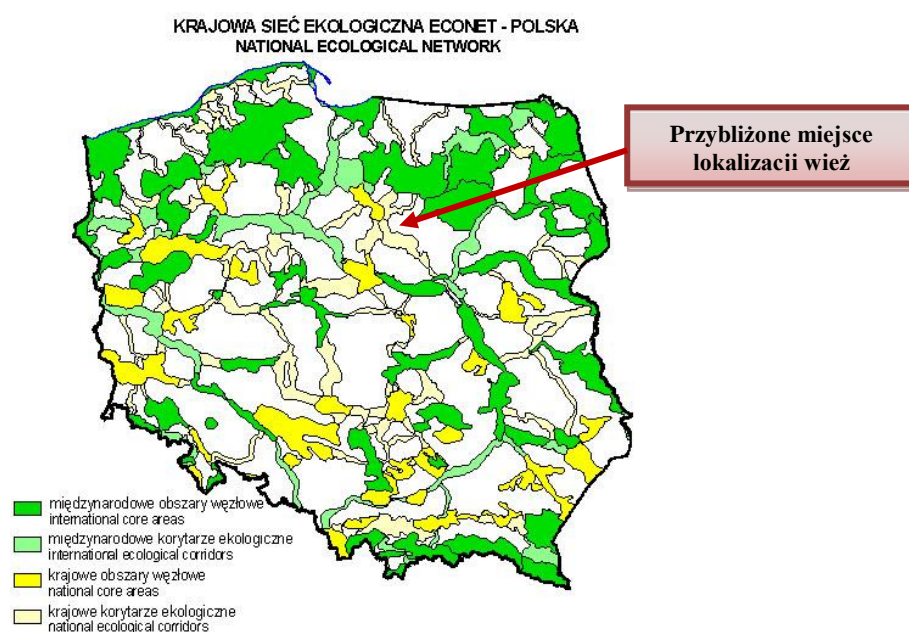 KRAJOWA SIEĆ EKOLOGICZNA ECONET - POLSKA
NATIONAL ECOLOGICAL NETWORK
Przybliżone miejsce
lokalizacji wież
międzynarodowe obszary węzłowe
international core areas
międzynarodowe korytarze ekologiczne
international ecological corridors
krajowe obszary węzłowe
national core areas
krajowe korytarze ekologiczne
national ecological corridors